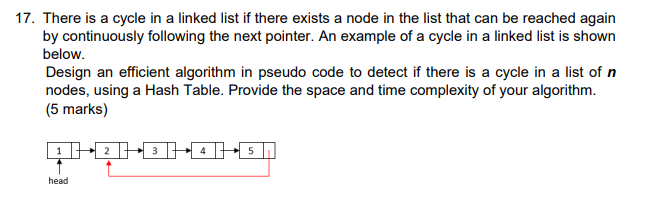 17. There is a cycle in a linked list if there exists a node in the list that can be reached again
by continuously following the next pointer. An example of a cycle in a linked list is shown
below.
Design an efficient algorithm in pseudo code to detect if there is a cycle in a list of n
nodes, using a Hash Table. Provide the space and time complexity of your algorithm.
(5 marks)
1 2 3 4 5
head